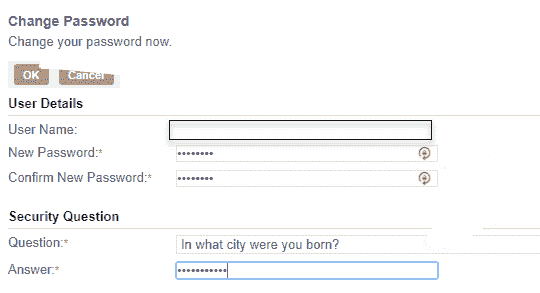 Change Password
Change your password now.
OK Cancel
User Details
User Name:
New Password:* ••••••••
Confirm New Password:* ••••••••
Security Question
Question:* In what city were you born?
Answer:* •••••••••••